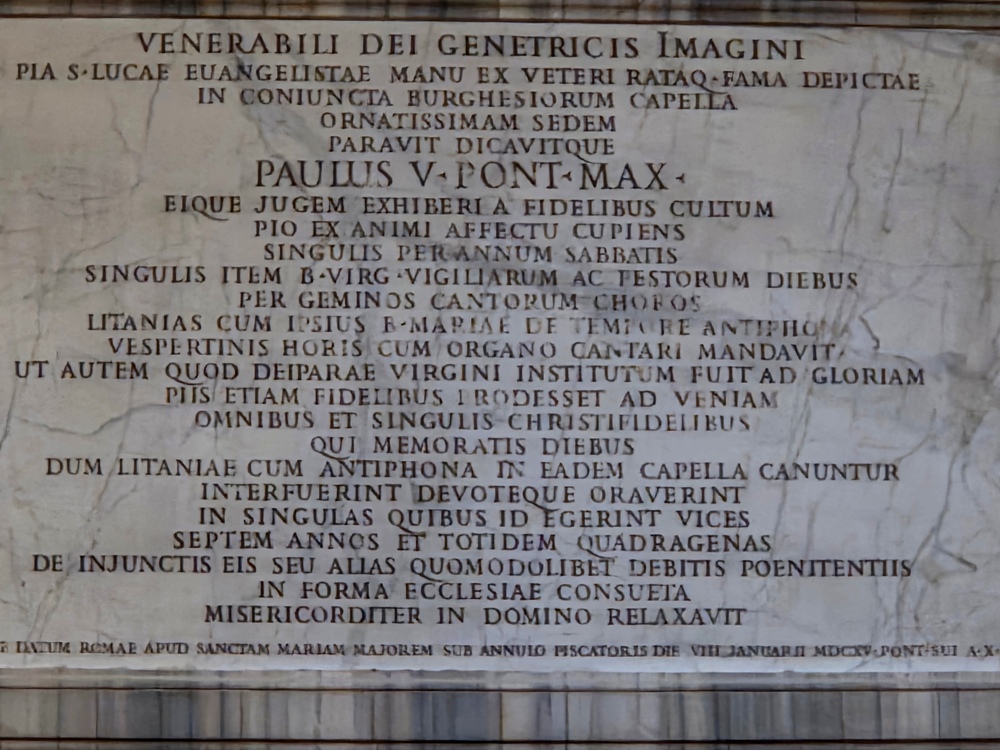 VENERABILI DEI GENETRICIS IMAGINI
PIA S·LUCAE EUANGELISTAE MANU EX VETERI RATAQ·FAMA DEPICTAE
IN CONIUNCTA BURGHESIORUM CAPELLA
ORNATISSIMAM SEDEM
PARAVIT DICAVITQUE
PAULUS V·PONT·MAX·
EIQUE JUGEM EXHIBERI A FIDELIBUS CULTUM
PIO EX ANIMI AFFECTU CUPIENS
SINGULIS PER ANNUM SABBATIS
SINGULIS ITEM B·VIRG·VIGILIARUM AC FESTORUM DIEBUS
PER GEMINOS CANTORUM CHOROS
LITANIAS CUM IPSIUS B·MARIAE DE TEMPORE ANTIPHONA
VESPERTINIS HORIS CUM ORGANO CANTARI MANDAVIT·
UT AUTEM QUOD DEIPARAE VIRGINI INSTITUTUM FUIT AD GLORIAM
PIIS ETIAM FIDELIBUS PRODESSET AD VENIAM
OMNIBUS ET SINGULIS CHRISTIFIDELIBUS
QUI MEMORATIS DIEBUS
DUM LITANIAE CUM ANTIPHONA IN EADEM CAPELLA CANUNTUR
INTERFUERINT DEVOTEQUE ORAVERINT
IN SINGULAS QUIBUS ID EGERINT VICES
SEPTEM ANNOS ET TOTIDEM QUADRAGENAS
DE INJUNCTIS EIS SEU ALIAS QUOMODOLIBET DEBITIS POENITENTIIS
IN FORMA ECCLESIAE CONSUETA
MISERICORDITER IN DOMINO RELAXAVIT
DATUM ROMAE APUD SANCTAM MARIAM MAJOREM SUB ANNULO PISCATORIS DIE VIII JANUARII MDCXV·PONT·SUI A·X·